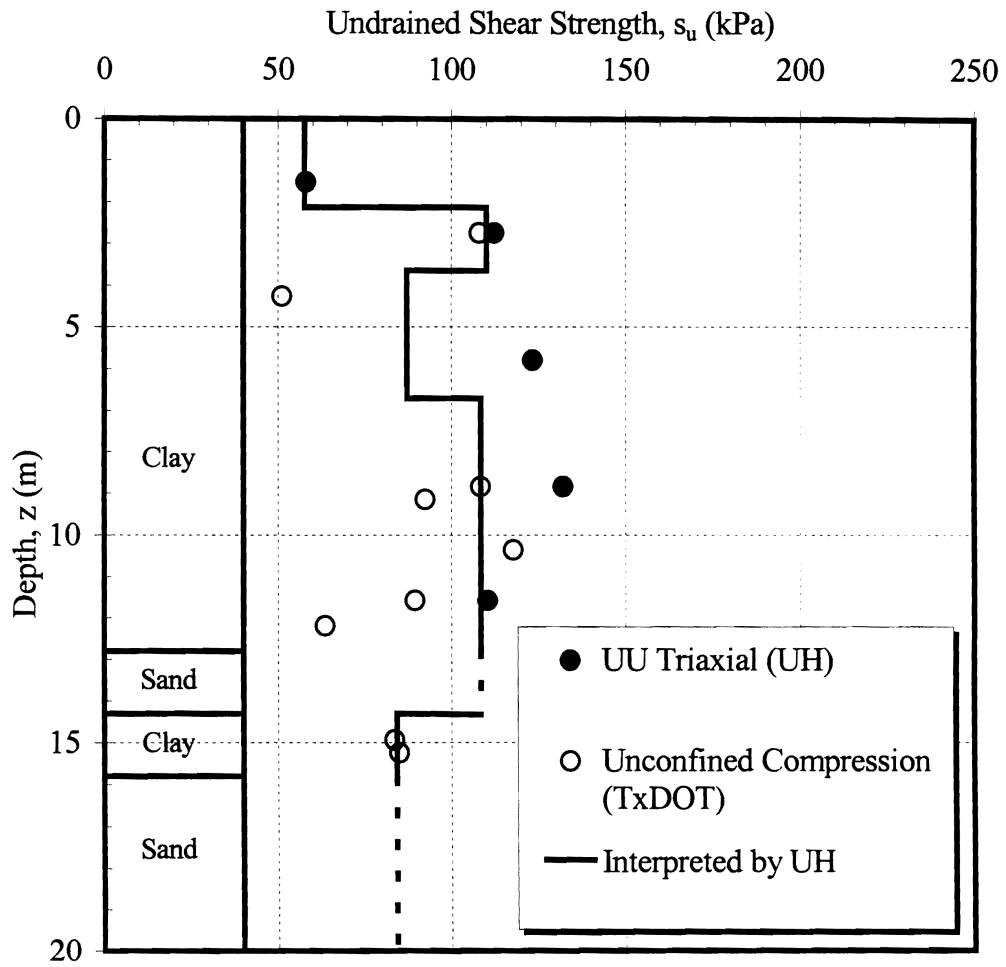 Undrained Shear Strength, su (kPa)
0 50 100 150 200 250
Depth, z (m)
0
5
10
15
20
Clay
Sand
Clay
Sand
UU Triaxial (UH)
Unconfined Compression
(TxDOT)
Interpreted by UH